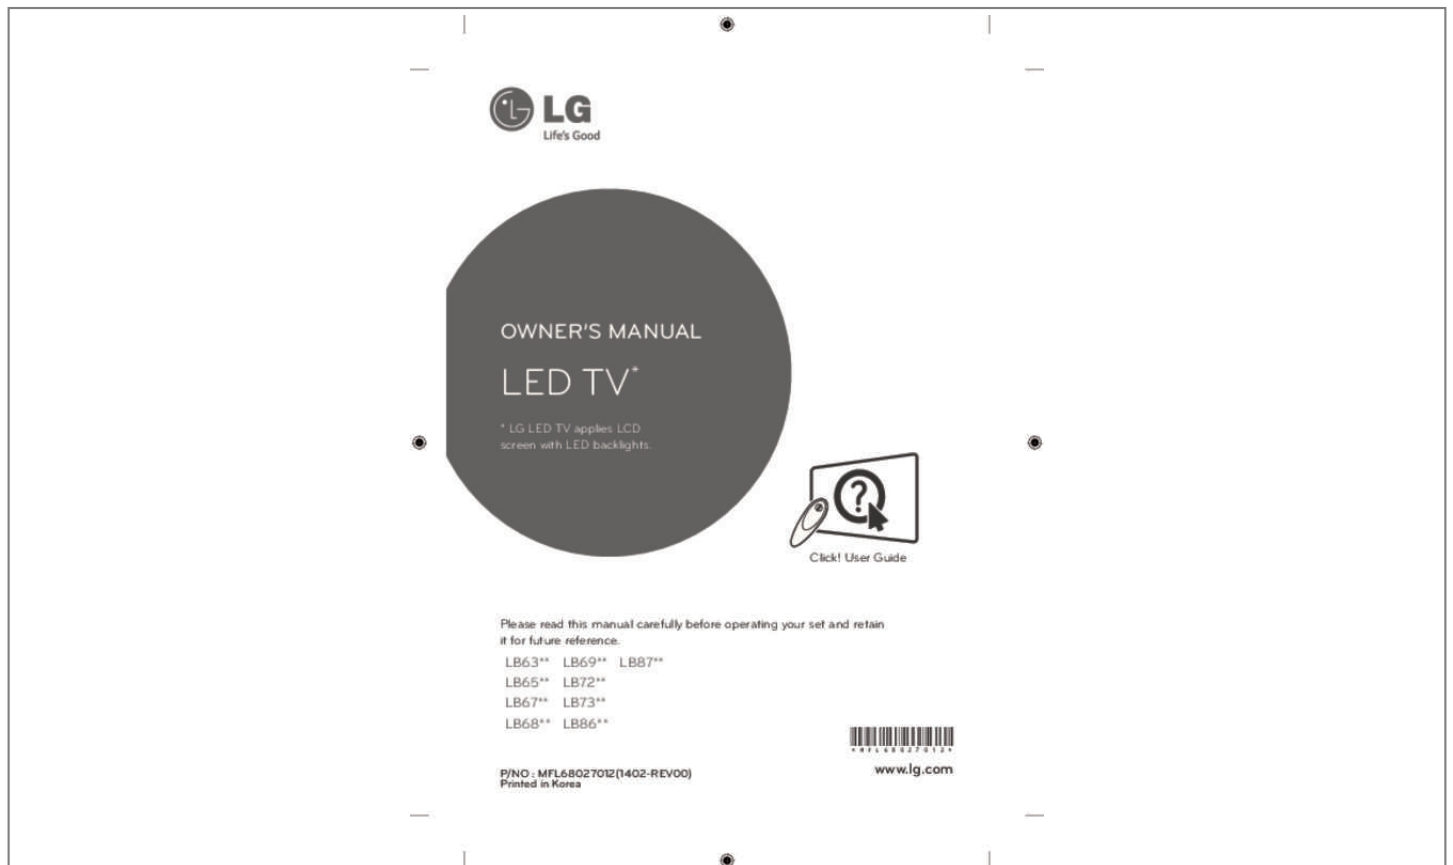 LG
Life's Good
OWNER'S MANUAL
LED TV*
* LG LED TV applies LCD
screen with LED backlights.
?
Click! User Guide
Please read this manual carefully before operating your set and retain
it for future reference.
LB63** LB69** LB87**
LB65** LB72**
LB67** LB73**
LB68** LB86**
*MFL68027012*
P/NO : MFL68027012(1402-REV00)
www.lg.com
Printed in Korea